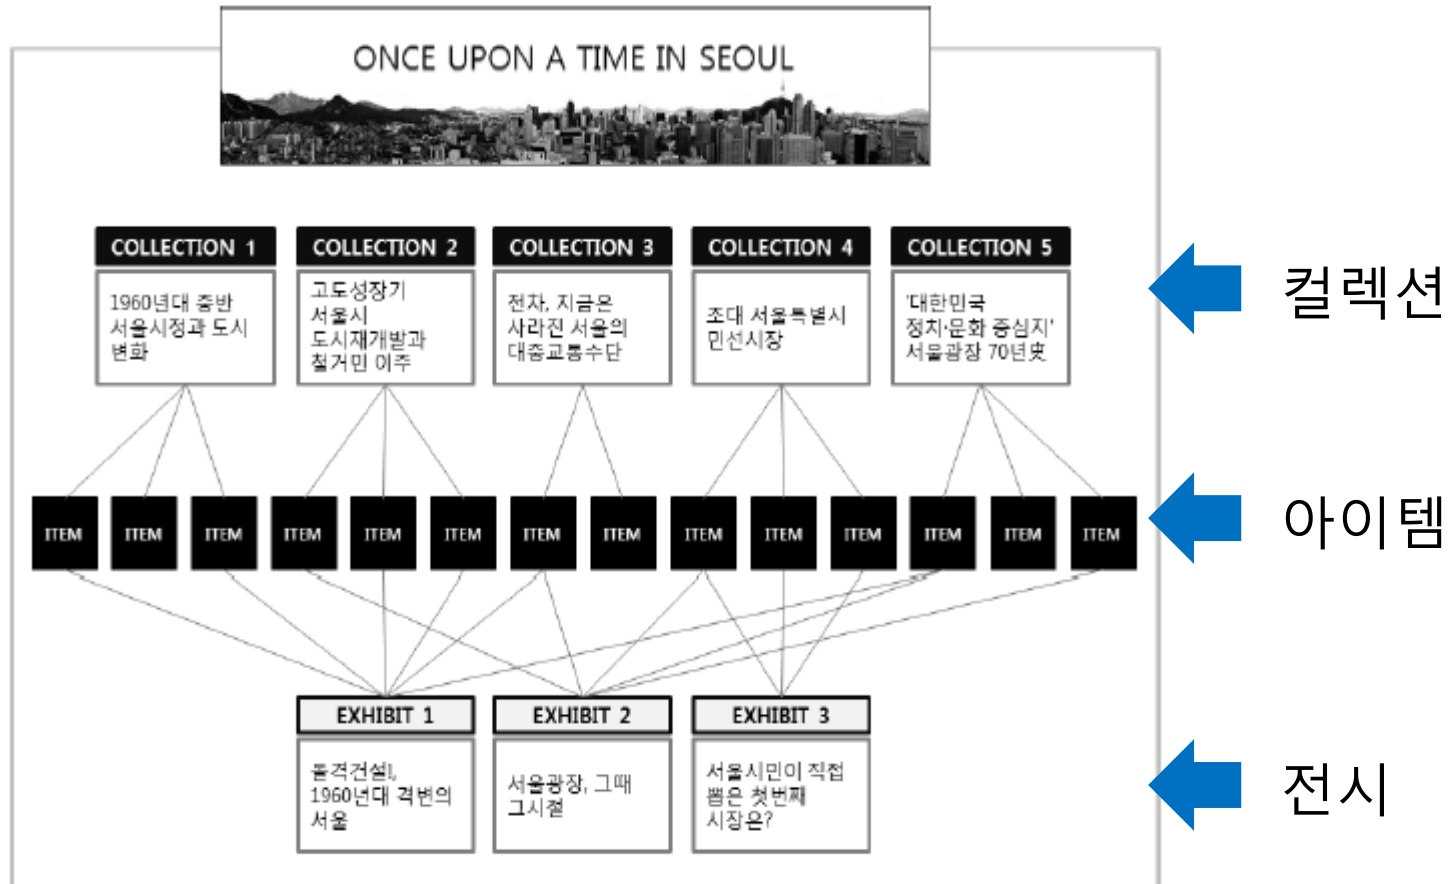 ONCE UPON A TIME IN SEOUL
COLLECTION 1
COLLECTION 2
COLLECTION 3
COLLECTION 4
COLLECTION 5
컬렉션
1960년대 중반
서울시정과 도시
변화
고도성장기
서울시
도시재개발과
철거민 이주
전차, 지금은
사라진 서울의
대중교통수단
초대 서울특별시
민선시장
'대한민국
정치·문화 중심지'
서울광장 70년史
ITEM
ITEM
ITEM
ITEM
ITEM
ITEM
ITEM
ITEM
ITEM
ITEM
ITEM
ITEM
ITEM
ITEM
아이템
EXHIBIT 1
EXHIBIT 2
EXHIBIT 3
전시
돌격건설!,
1960년대 격변의
서울
서울광장, 그때
그시절
서울시민이 직접
뽑은 첫번째
시장은?